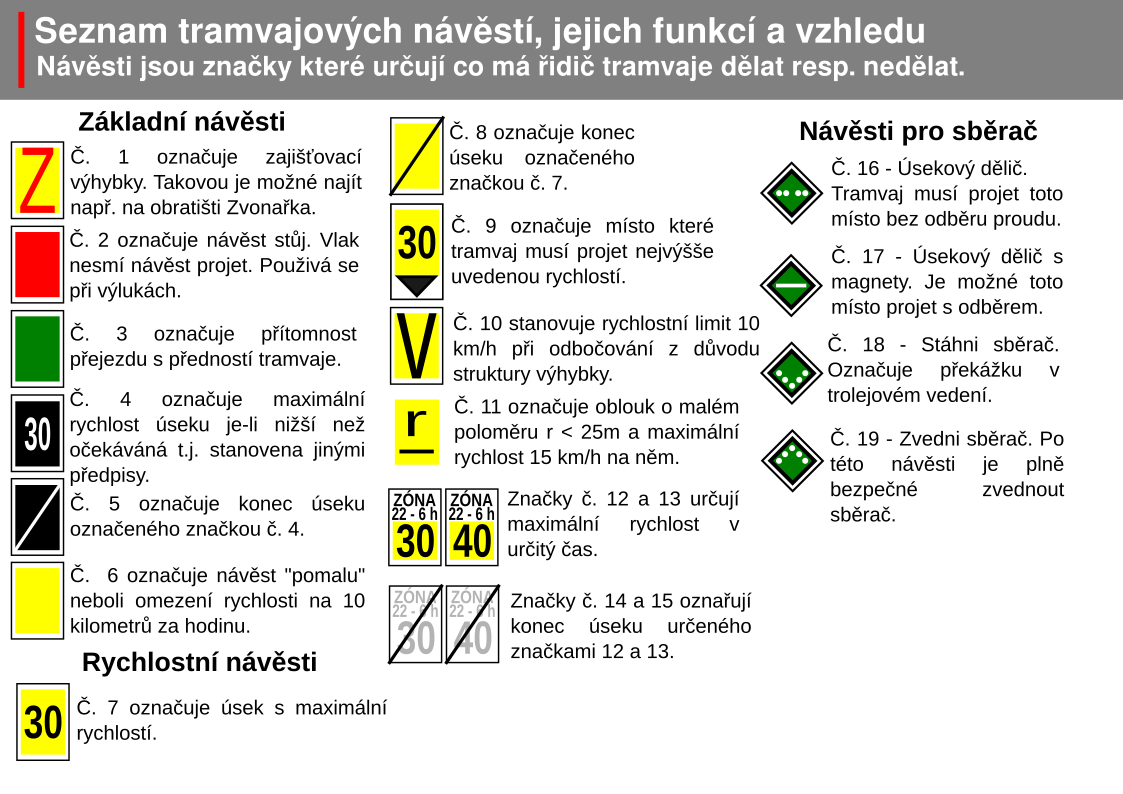 Seznam tramvajových návěstí, jejich funkcí a vzhledu
Návěsti jsou značky které určují co má řidič tramvaje dělat resp. nedělat.
Základní návěsti
Z
Č. 1 označuje zajišťovací
výhybky. Takovou je možné najít
např. na obratišti Zvonařka.
Č. 2 označuje návěst stůj. Vlak
nesmí návěst projet. Použivá se
při výlukách.
Č. 3 označuje přítomnost
přejezdu s předností tramvaje.
30
Č. 4 označuje maximální
rychlost úseku je-li nižší než
očekáváná t.j. stanovena jinými
předpisy.
Č. 5 označuje konec úseku
označeného značkou č. 4.
Č. 6 označuje návěst "pomalu"
neboli omezení rychlosti na 10
kilometrů za hodinu.
Rychlostní návěsti
30
Č. 7 označuje úsek s maximální
rychlostí.
Č. 8 označuje konec
úseku označeného
značkou č. 7.
30
Č. 9 označuje místo které
tramvaj musí projet nejvýšše
uvedenou rychlostí.
V
Č. 10 stanovuje rychlostní limit 10
km/h při odbočování z důvodu
struktury výhybky.
r
Č. 11 označuje oblouk o malém
poloměru r < 25m a maximální
rychlost 15 km/h na něm.
ZÓNA
22 - 6 h
30
ZÓNA
22 - 6 h
40
Značky č. 12 a 13 určují
maximální rychlost v
určitý čas.
ZÓNA
22 - 6 h
30
ZÓNA
22 - 6 h
40
Značky č. 14 a 15 oznařují
konec úseku určeného
značkami 12 a 13.
Návěsti pro sběrač
Č. 16 - Úsekový dělič.
Tramvaj musí projet toto
místo bez odběru proudu.
Č. 17 - Úsekový dělič s
magnety. Je možné toto
místo projet s odběrem.
Č. 18 - Stáhni sběrač.
Označuje překážku v
trolejovém vedení.
Č. 19 - Zvedni sběrač. Po
této návěsti je plně
bezpečné zvednout
sběrač.